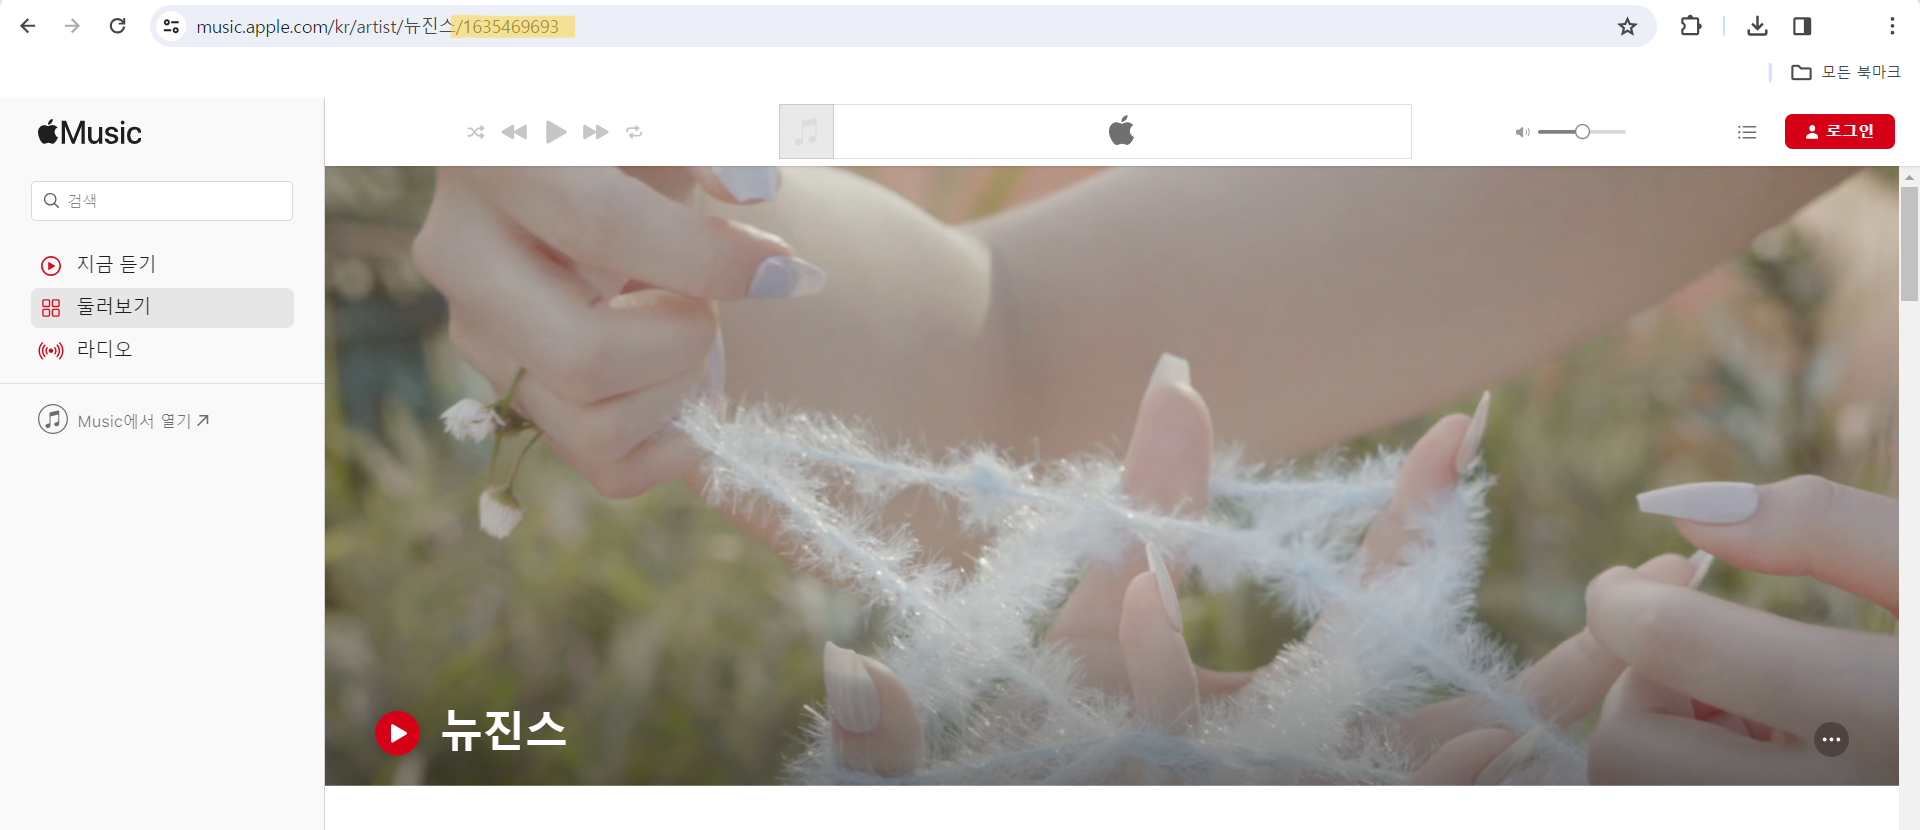 music.apple.com/kr/artist/뉴진스/1635469693
모든 북마크
Music
로그인
검색
지금 듣기
둘러보기
라디오
Music에서 열기
뉴진스